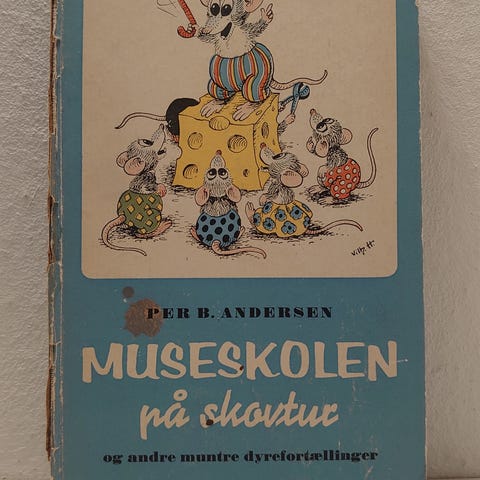 PER B. ANDERSEN
MUSESKOLEN
på skovtur
og andre muntre dyrefortællinger